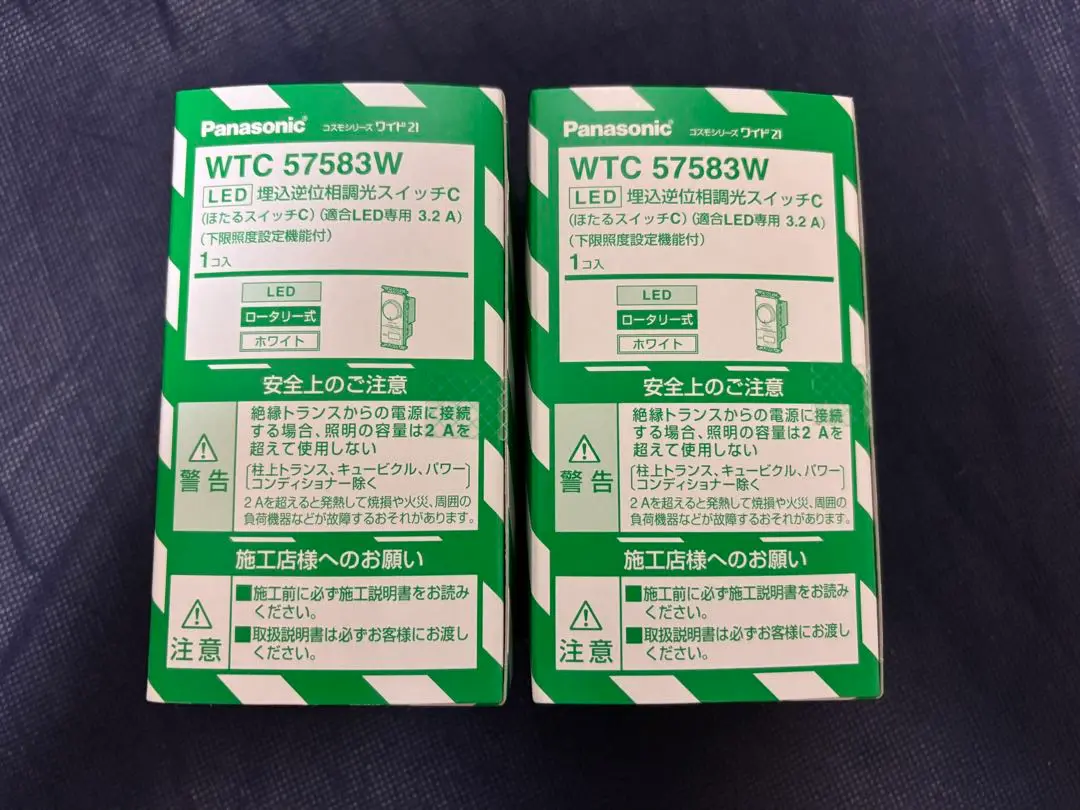 Panasonic コスモシリーズ ワイド21
WTC 57583W
LED 埋込逆位相調光スイッチC
(ほたるスイッチC)(適合LED専用 3.2 A)
(下限照度設定機能付)
1コ入
LED
ロータリー式
ホワイト
安全上のご注意
警告
絶縁トランスからの電源に接続
する場合、照明の容量は2 Aを
超えて使用しない
〔柱上トランス、キュービクル、パワー
コンディショナー除く〕
2 Aを超えると発熱して焼損や火災、周囲の
負荷機器などが故障するおそれがあります。
施工店様へのお願い
注意
■施工前に必ず施工説明書をお読み
ください。
■取扱説明書は必ずお客様にお渡し
ください。
Panasonic コスモシリーズ ワイド21
WTC 57583W
LED 埋込逆位相調光スイッチC
(ほたるスイッチC)(適合LED専用 3.2 A)
(下限照度設定機能付)
1コ入
LED
ロータリー式
ホワイト
安全上のご注意
警告
絶縁トランスからの電源に接続
する場合、照明の容量は2 Aを
超えて使用しない
〔柱上トランス、キュービクル、パワー
コンディショナー除く〕
2 Aを超えると発熱して焼損や火災、周囲の
負荷機器などが故障するおそれがあります。
施工店様へのお願い
注意
■施工前に必ず施工説明書をお読み
ください。
■取扱説明書は必ずお客様にお渡し
ください。